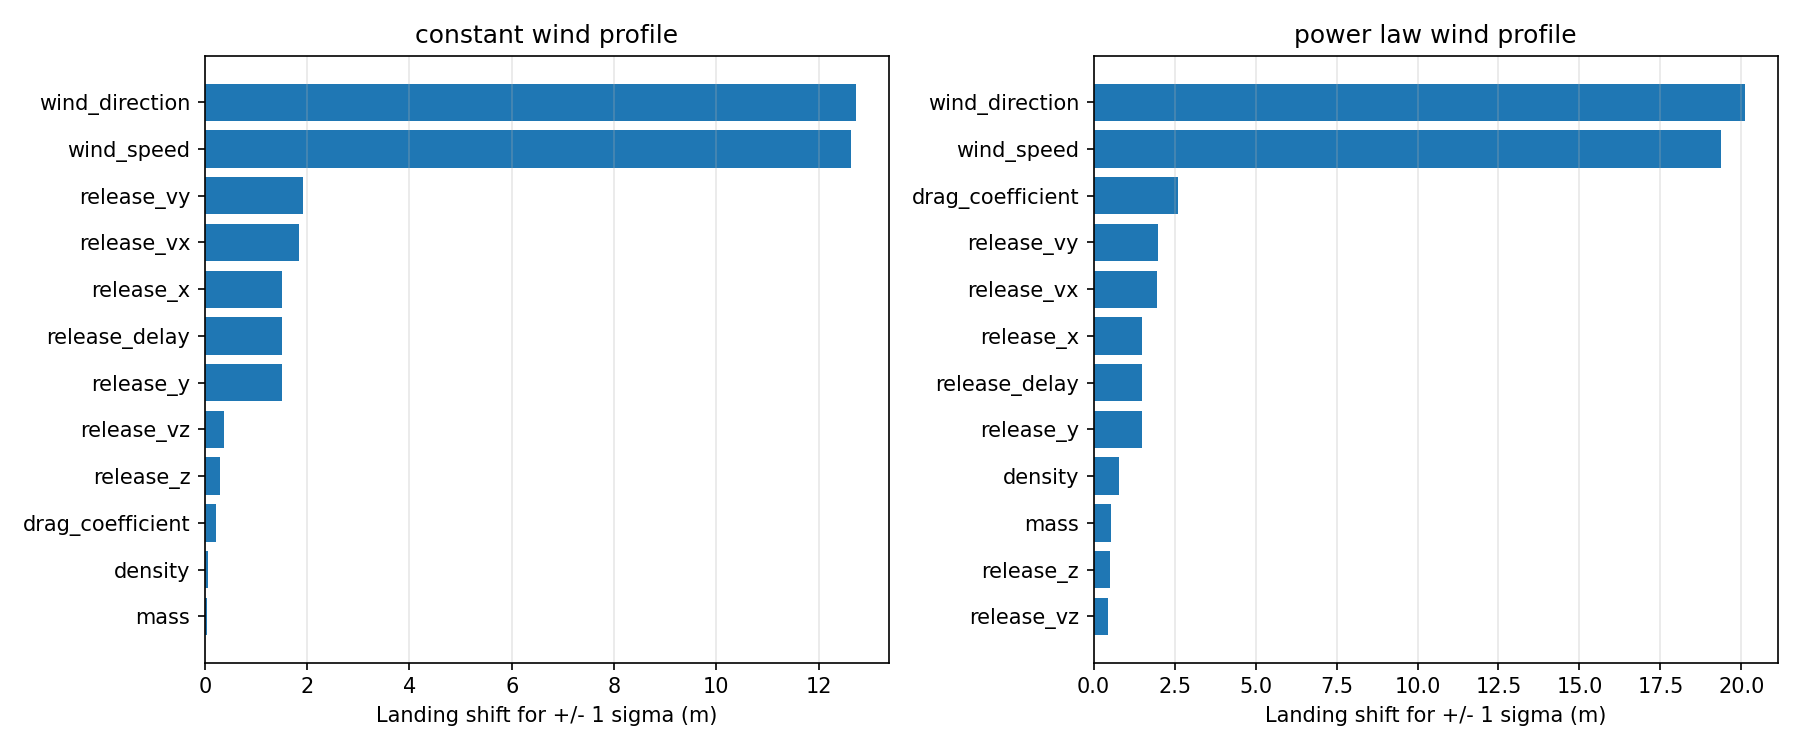 constant wind profile
wind_direction
wind_speed
release_vy
release_vx
release_x
release_delay
release_y
release_vz
release_z
drag_coefficient
density
mass
0 2 4 6 8 10 12
Landing shift for +/- 1 sigma (m)
power law wind profile
wind_direction
wind_speed
drag_coefficient
release_vy
release_vx
release_x
release_delay
release_y
density
mass
release_z
release_vz
0.0 2.5 5.0 7.5 10.0 12.5 15.0 17.5 20.0
Landing shift for +/- 1 sigma (m)